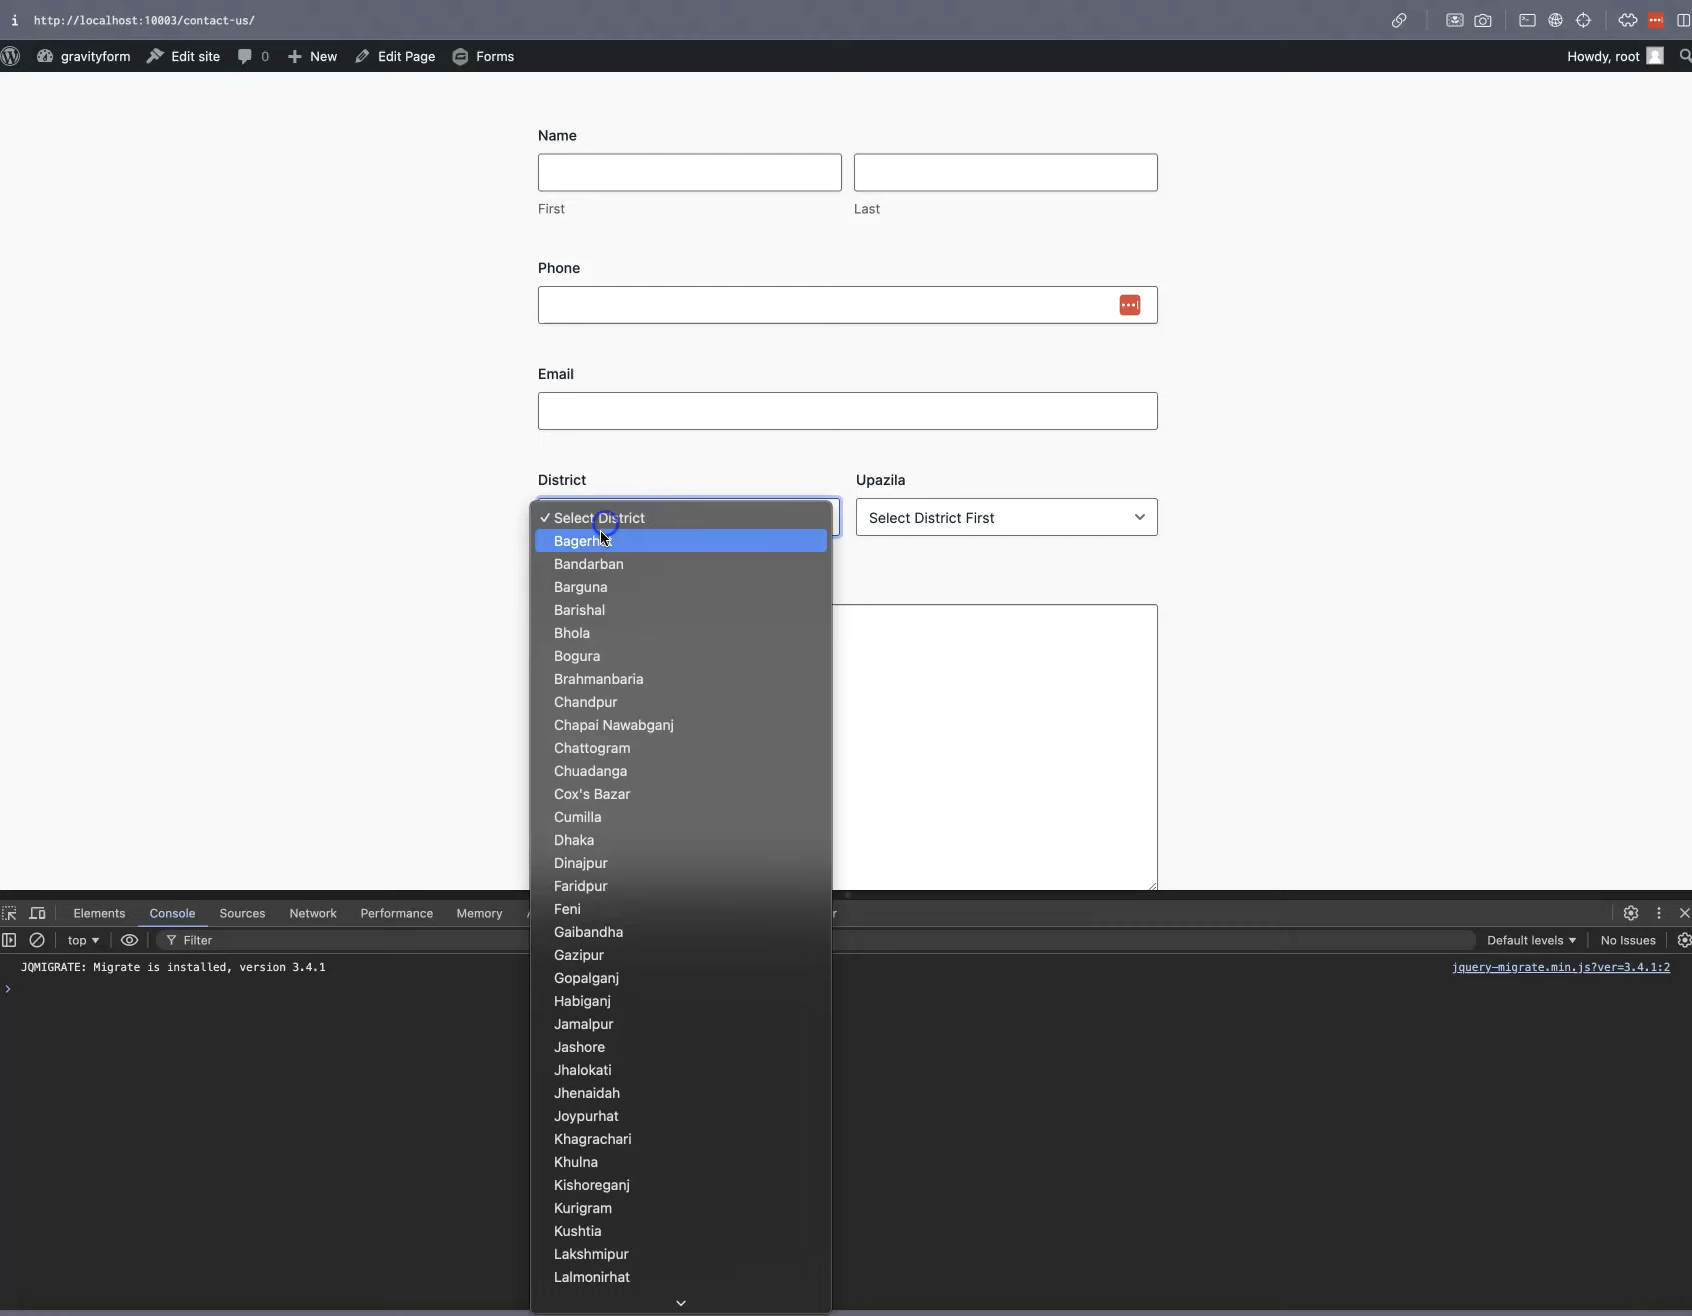 http://localhost:10003/contact-us/
gravityform Edit site 0 New Edit Page Forms Howdy, root
Name
First Last
Phone
Email
District Upazila
✓ Select District Select District First
Bagerhat
Bandarban
Barguna
Barishal
Bhola
Bogura
Brahmanbaria
Chandpur
Chapai Nawabganj
Chattogram
Chuadanga
Cox's Bazar
Cumilla
Dhaka
Dinajpur
Faridpur
Feni
Gaibandha
Gazipur
Gopalganj
Habiganj
Jamalpur
Jashore
Jhalokati
Jhenaidah
Joypurhat
Khagrachari
Khulna
Kishoreganj
Kurigram
Kushtia
Lakshmipur
Lalmonirhat
Elements Console Sources Network Performance Memory
top Filter Default levels No Issues
JQMIGRATE: Migrate is installed, version 3.4.1 jquery-migrate.min.js?ver=3.4.1:2